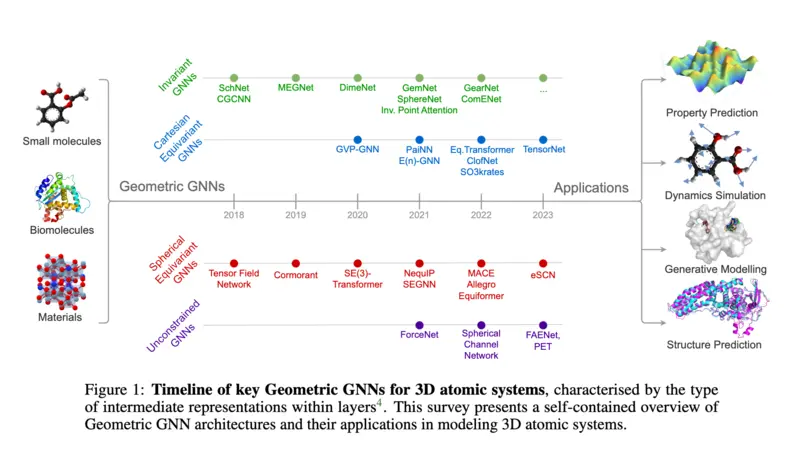 Invariant
GNNs
SchNet
CGCNN
MEGNet
DimeNet
GemNet
SphereNet
Inv. Point Attention
GearNet
ComENet
...
Cartesian
Equivariant
GNNs
GVP-GNN
PaiNN
E(n)-GNN
Eq.Transformer
ClofNet
SO3krates
TensorNet
Small molecules
Biomolecules
Materials
Geometric GNNs
Applications
2018
2019
2020
2021
2022
2023
Spherical
Equivariant
GNNs
Tensor Field
Network
Cormorant
SE(3)-
Transformer
NequIP
SEGNN
MACE
Allegro
Equiformer
eSCN
Unconstrained
GNNs
ForceNet
Spherical
Channel
Network
FAENet,
PET
Property Prediction
Dynamics Simulation
Generative Modelling
Structure Prediction
Figure 1: Timeline of key Geometric GNNs for 3D atomic systems, characterised by the type
of intermediate representations within layers4. This survey presents a self-contained overview of
Geometric GNN architectures and their applications in modeling 3D atomic systems.